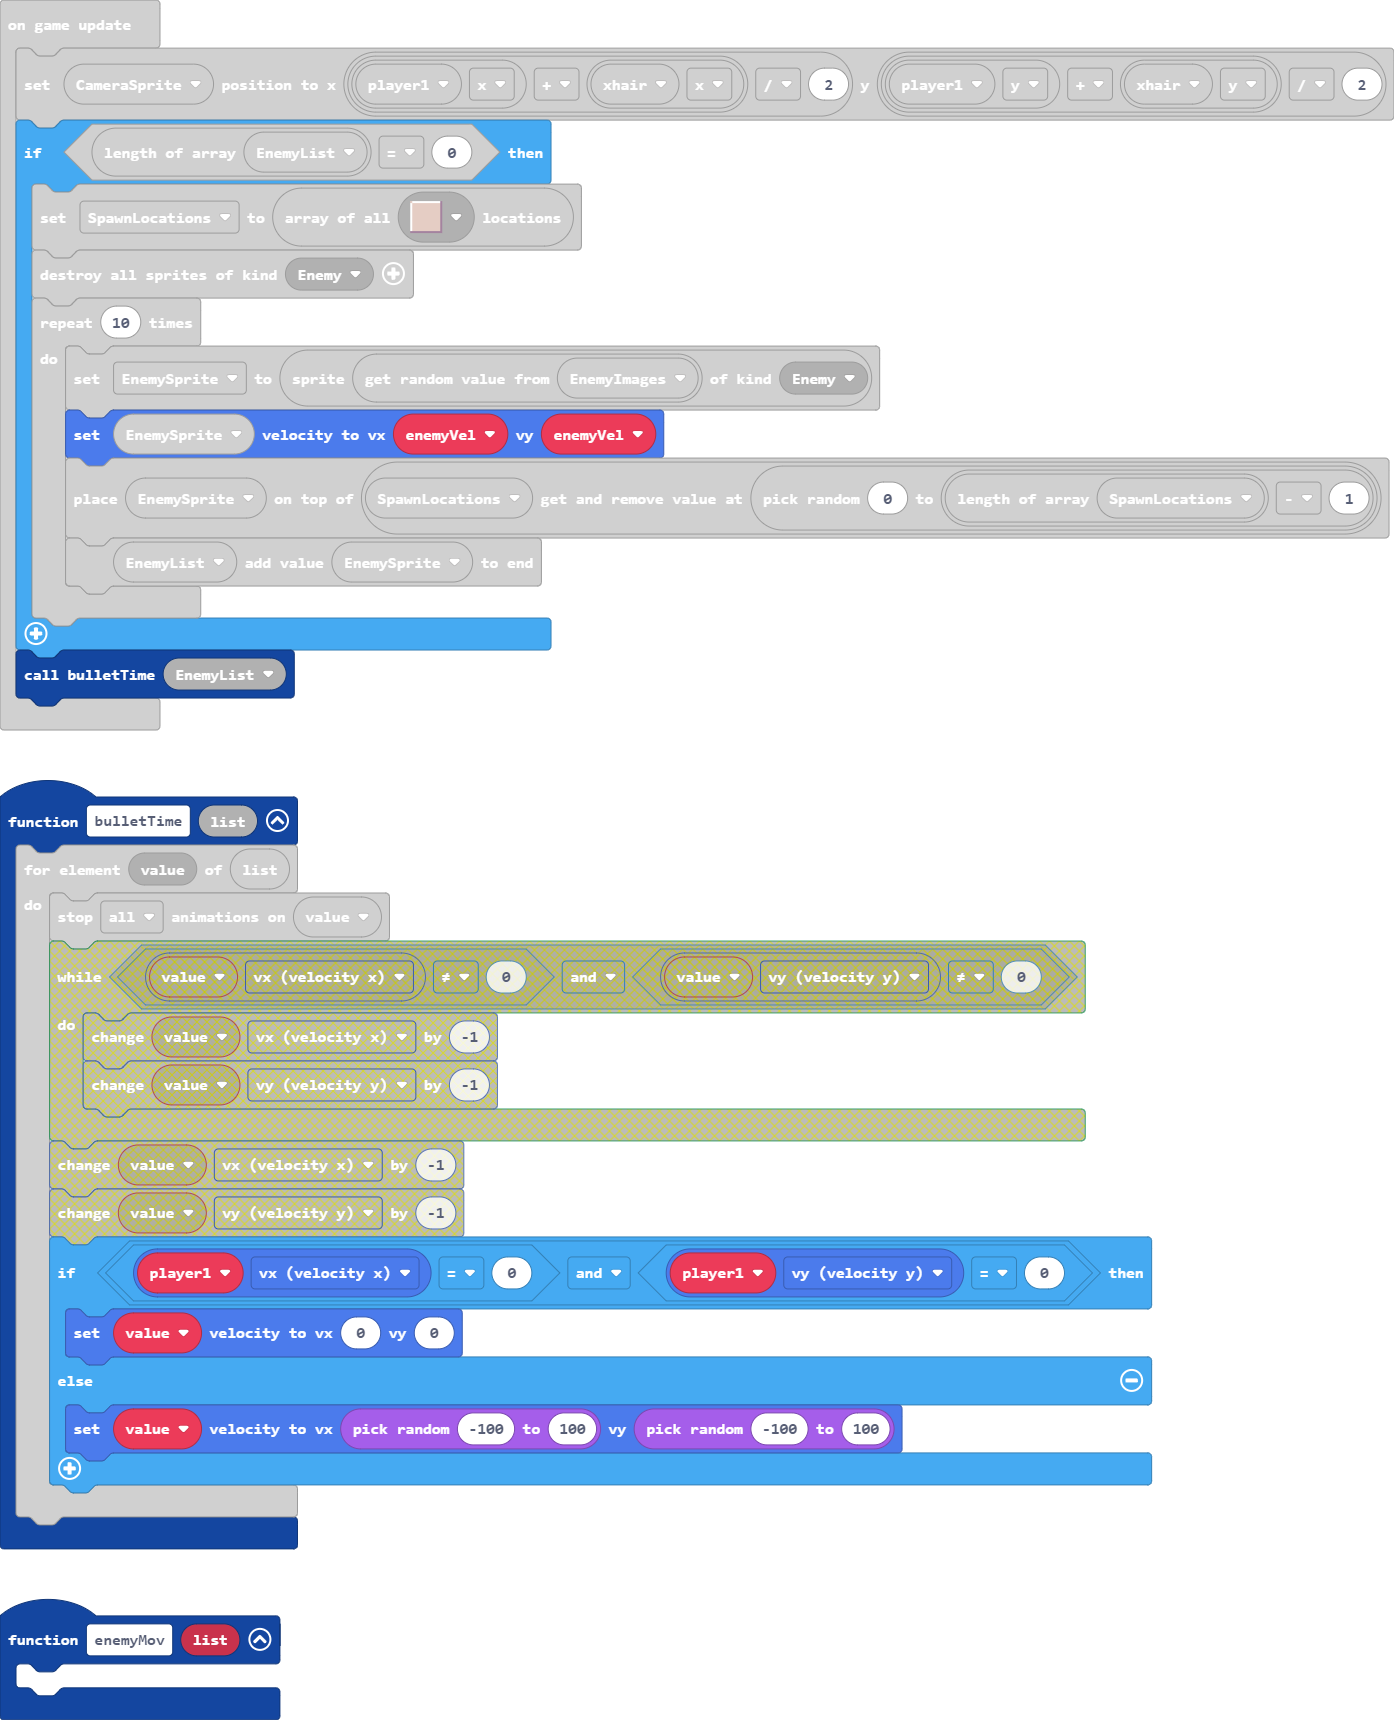 on game update
set CameraSprite position to x player1 x + xhair x / 2 y player1 y + xhair y / 2
if length of array EnemyList = 0 then
set SpawnLocations to array of all locations
destroy all sprites of kind Enemy
repeat 10 times
do
set EnemySprite to sprite get random value from EnemyImages of kind Enemy
set EnemySprite velocity to vx enemyVel vy enemyVel
place EnemySprite on top of SpawnLocations get and remove value at pick random 0 to length of array SpawnLocations - 1
EnemyList add value EnemySprite to end
call bulletTime EnemyList
function bulletTime list
for element value of list
do
stop all animations on value
while value vx (velocity x) ≠ 0 and value vy (velocity y) ≠ 0
do
change value vx (velocity x) by -1
change value vy (velocity y) by -1
change value vx (velocity x) by -1
change value vy (velocity y) by -1
if player1 vx (velocity x) = 0 and player1 vy (velocity y) = 0 then
set value velocity to vx 0 vy 0
else
set value velocity to vx pick random -100 to 100 vy pick random -100 to 100
function enemyMov list